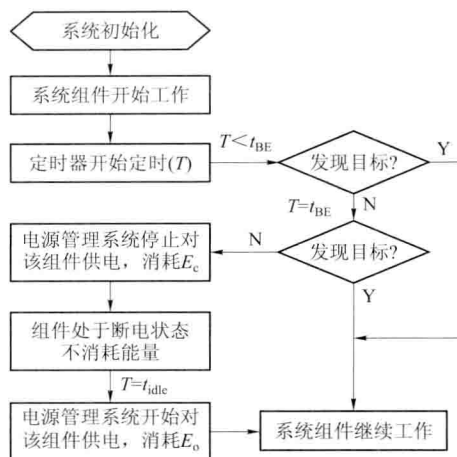 系统初始化
系统组件开始工作
定时器开始定时(T)
T<t_BE
发现目标?
Y
T=t_BE
N
电源管理系统停止对
该组件供电，消耗E_c
N
发现目标?
Y
组件处于断电状态
不消耗能量
T=t_idle
电源管理系统开始对
该组件供电，消耗E_o
系统组件继续工作